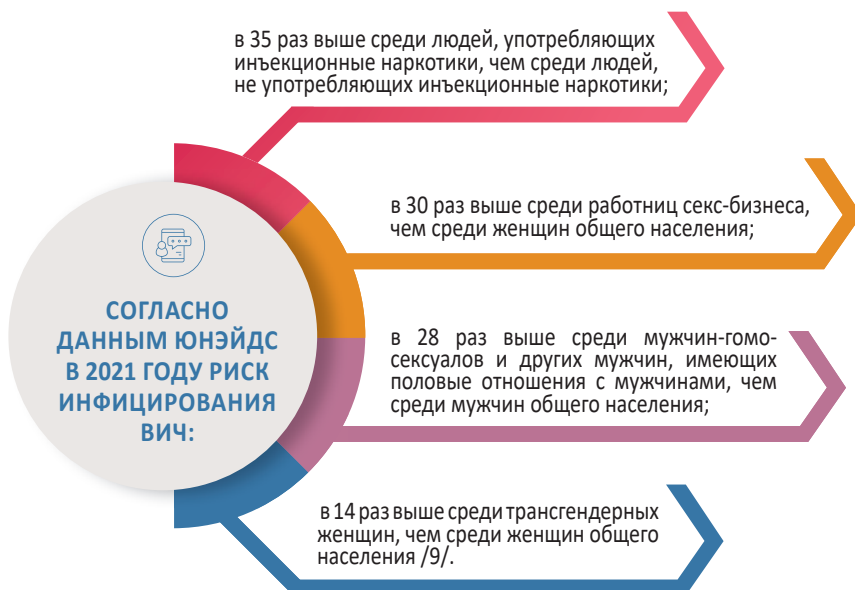 в 35 раз выше среди людей, употребляющих
инъекционные наркотики, чем среди людей,
не употребляющих инъекционные наркотики;
в 30 раз выше среди работниц секс-бизнеса,
чем среди женщин общего населения;
СОГЛАСНО
ДАННЫМ ЮНЭЙДС
В 2021 ГОДУ РИСК
ИНФИЦИРОВАНИЯ
ВИЧ:
в 28 раз выше среди мужчин-гомо-
сексуалов и других мужчин, имеющих
половые отношения с мужчинами, чем
среди мужчин общего населения;
в 14 раз выше среди трансгендерных
женщин, чем среди женщин общего
населения /9/.